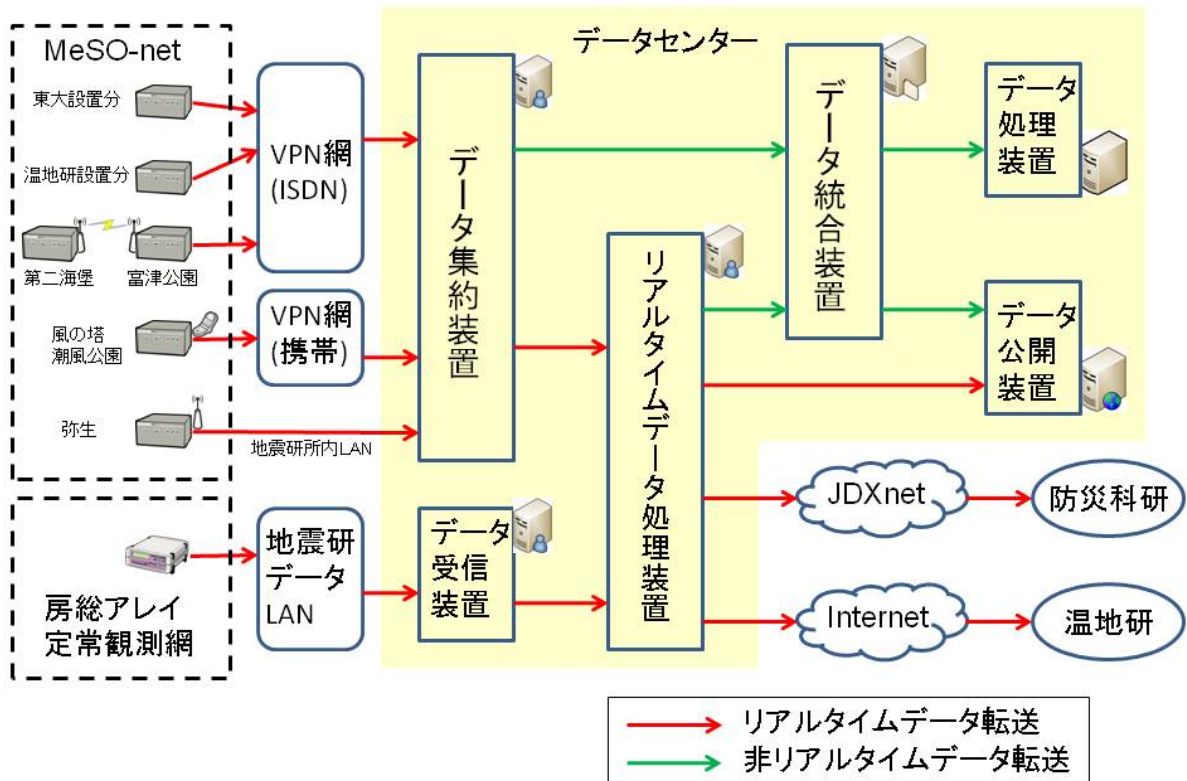 データセンター
MeSO-net
東大設置分
温地研設置分
第二海堡
富津公園
風の塔
潮風公園
弥生
VPN網
(ISDN)
VPN網
(携帯)
地震研所内LAN
データ集約装置
データ統合装置
データ
処理
装置
リアルタイムデータ処理装置
データ
公開
装置
房総アレイ
定常観測網
地震研
データ
LAN
データ
受信
装置
JDXnet
防災科研
Internet
温地研
リアルタイムデータ転送
非リアルタイムデータ転送